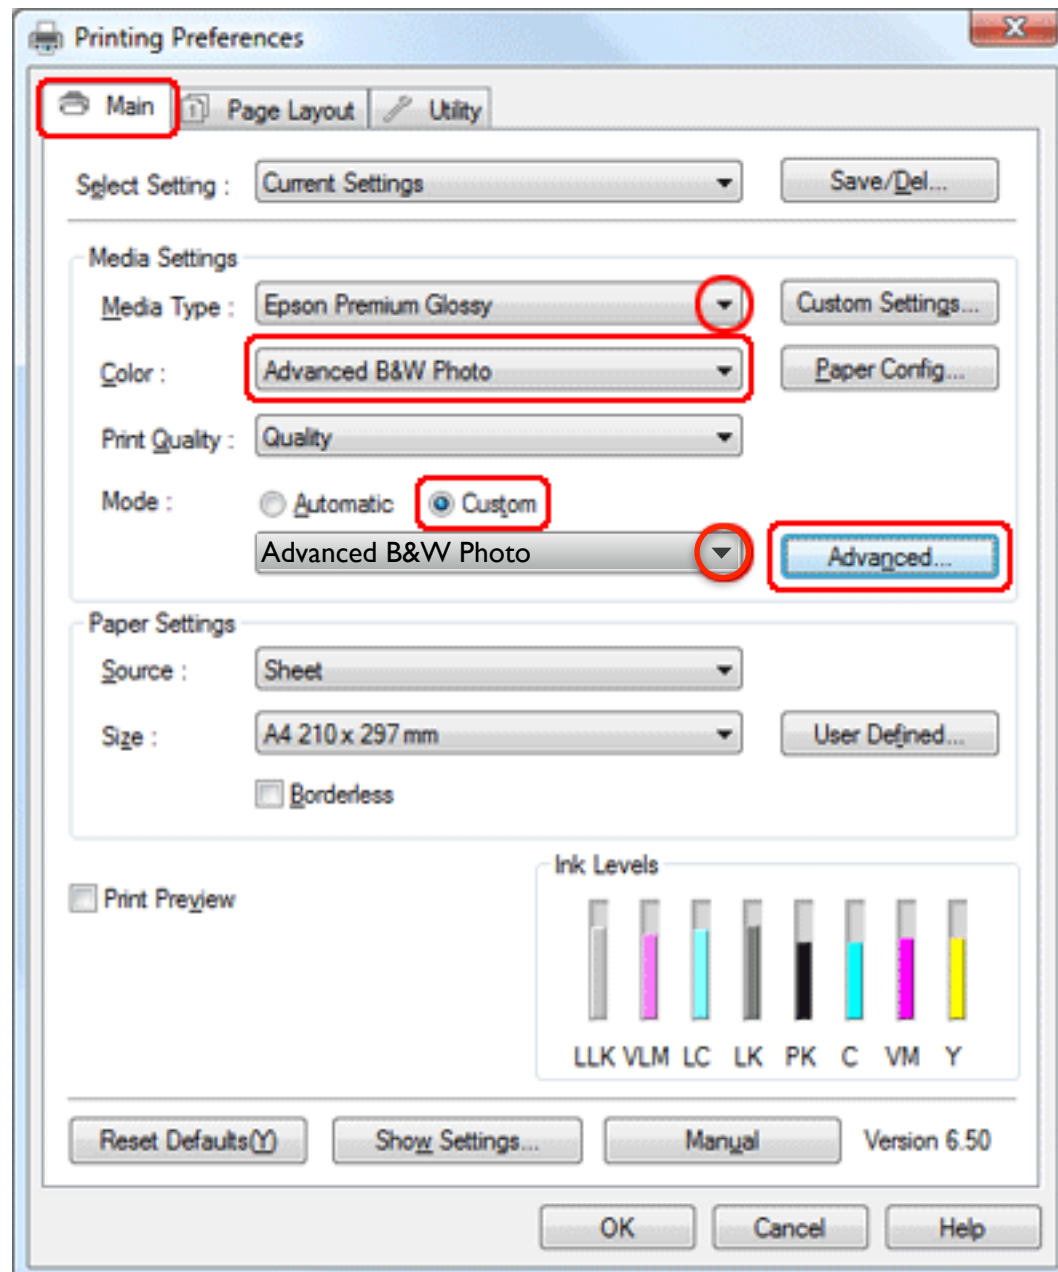 Printing Preferences
Main Page Layout Utility
Select Setting : Current Settings Save/Del...
Media Settings
Media Type : Epson Premium Glossy Custom Settings...
Color : Advanced B&W Photo Paper Config...
Print Quality : Quality
Mode : Automatic Custom
Advanced B&W Photo Advanced...
Paper Settings
Source : Sheet
Size : A4 210 x 297 mm User Defined...
Borderless
Ink Levels
Print Preview
LLK VLM LC LK PK C VM Y
Reset Defaults(Y) Show Settings... Manual Version 6.50
OK Cancel Help